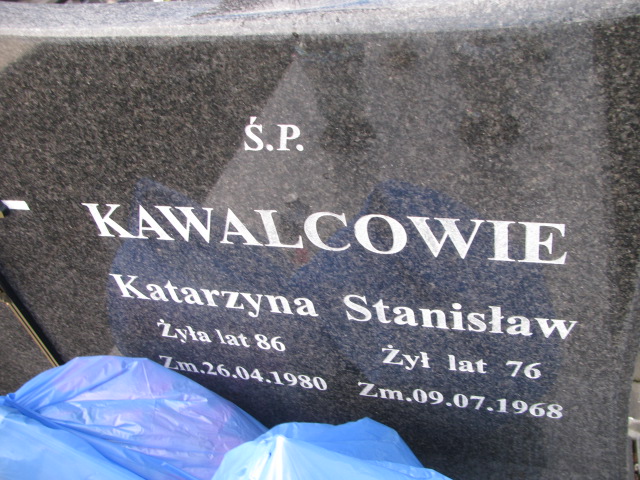 Ś.P.
KAWALCOWIE
Katarzyna Stanisław
Żyła lat 86 Żył lat 76
Zm.26.04.1980 Zm.09.07.1968